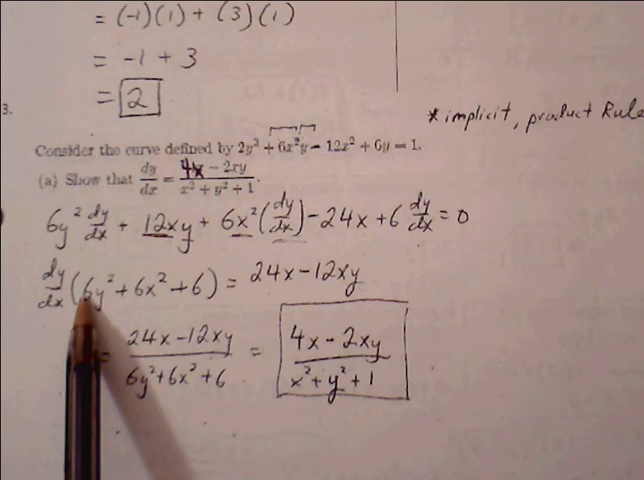 = (-1)(1) + (3)(1)
= -1 + 3
= 2
3.
* implicit, product Rule
Consider the curve defined by 2y³ + 6x²y - 12x² + 6y = 1.
(a) Show that dy/dx = (4x - 2xy)/(x² + y² + 1).
6y² dy/dx + 12xy + 6x²(dy/dx) - 24x + 6 dy/dx = 0
dy/dx (6y² + 6x² + 6) = 24x - 12xy
= (24x - 12xy)/(6y² + 6x² + 6) = (4x - 2xy)/(x² + y² + 1)